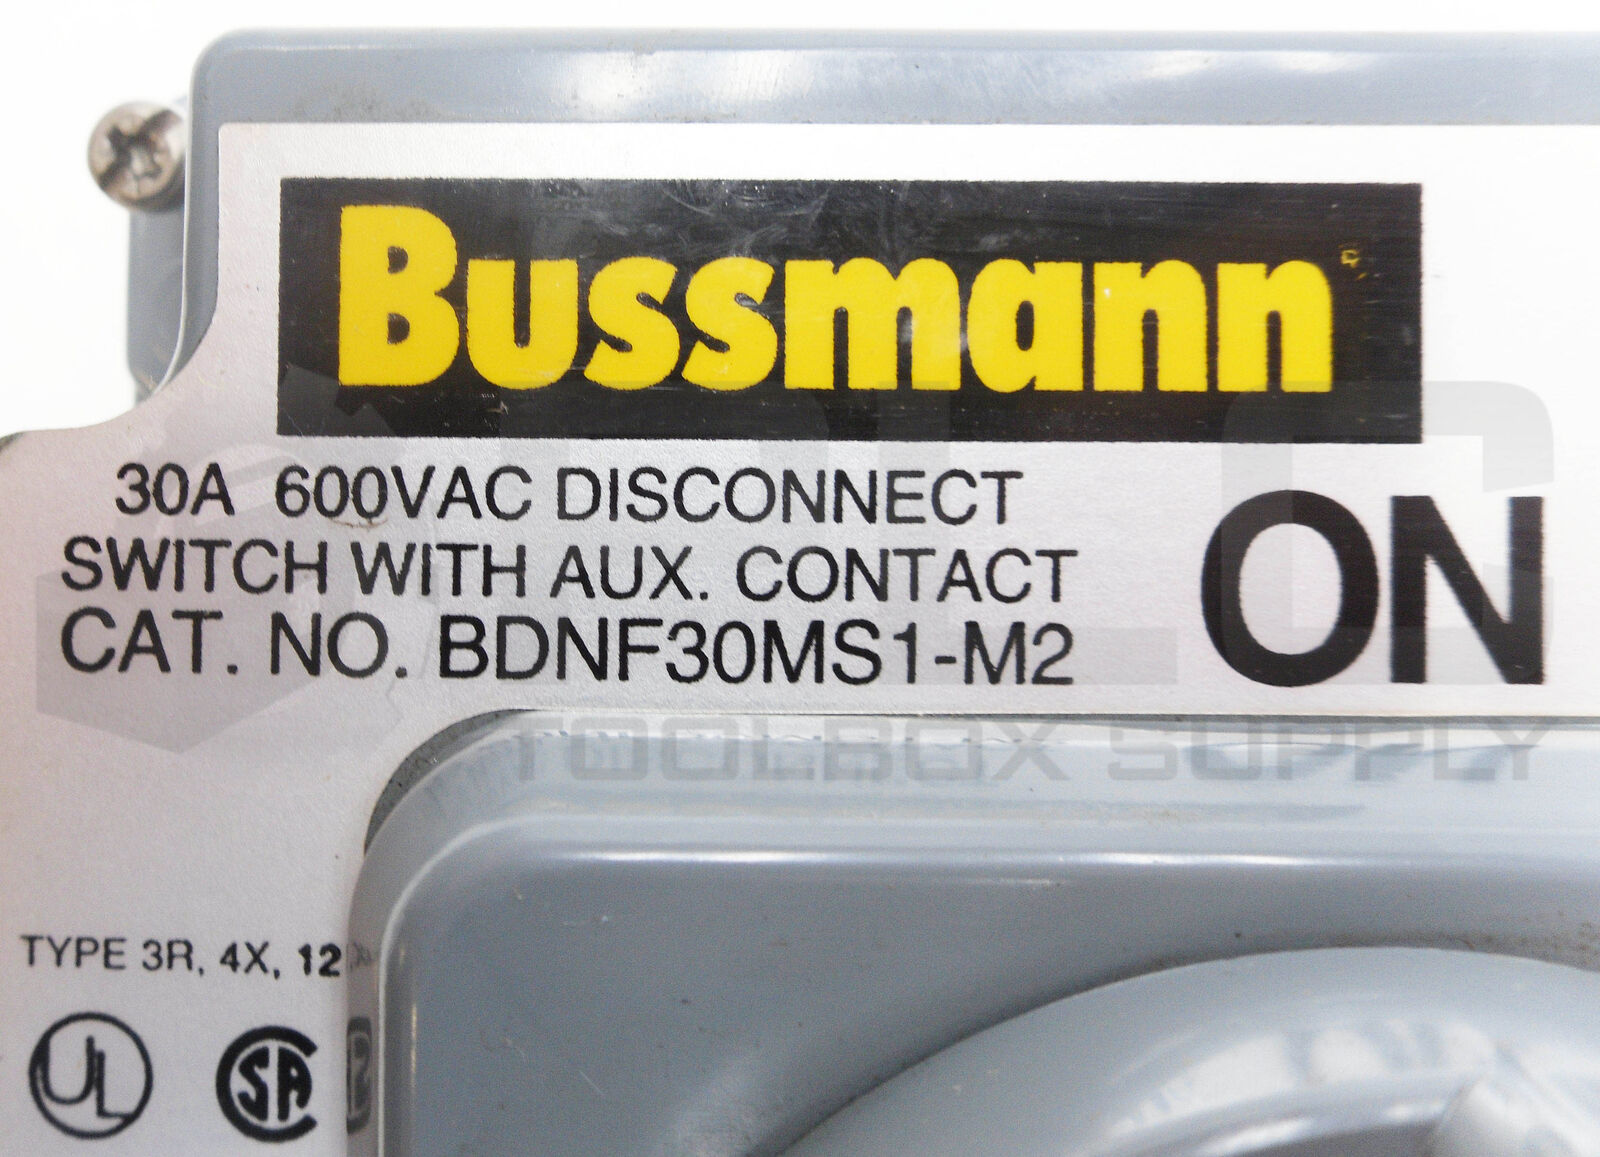 Bussmann
30A 600VAC DISCONNECT
SWITCH WITH AUX. CONTACT
CAT. NO. BDNF30MS1-M2
ON
PLC
TOOLBOX SUPPLY
TYPE 3R, 4X, 12
UL
SA